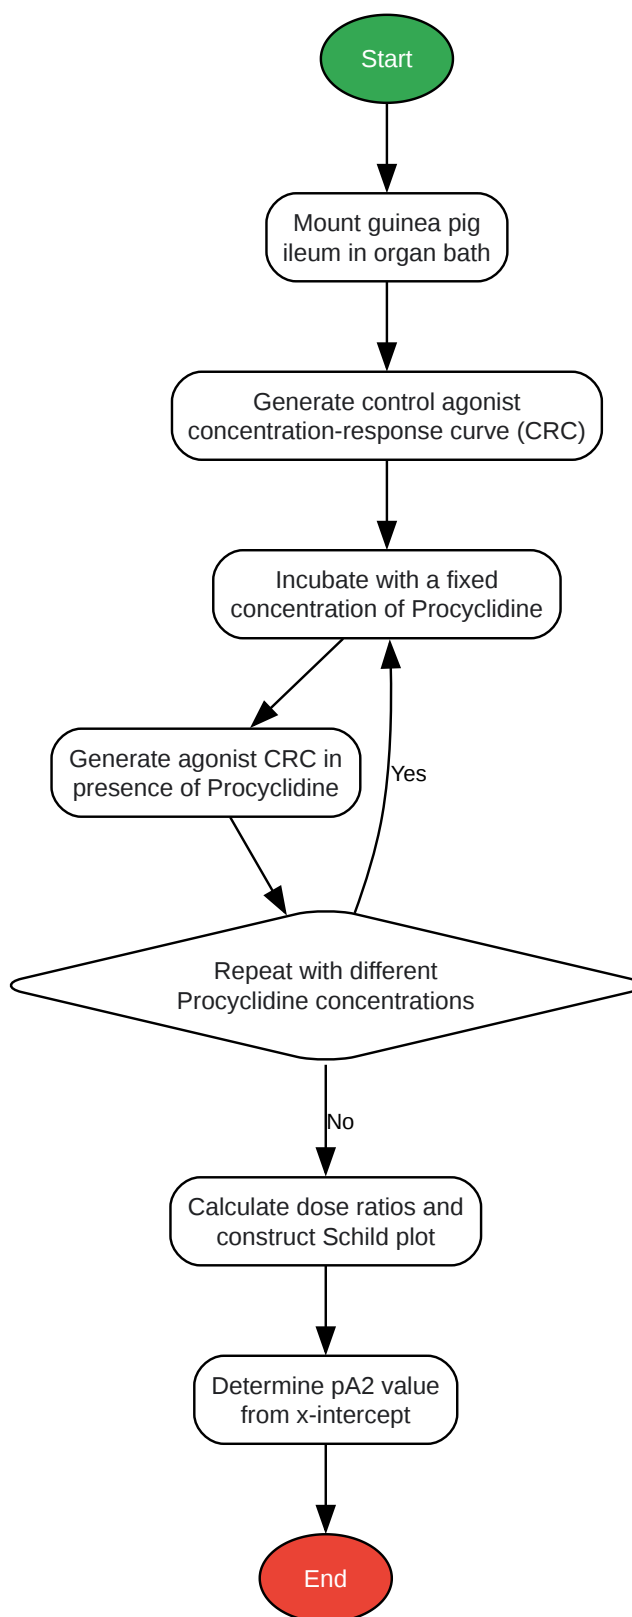 Start
Mount guinea pig
ileum in organ bath
Generate control agonist
concentration-response curve (CRC)
Incubate with a fixed
concentration of Procyclidine
Generate agonist CRC in
presence of Procyclidine
Yes
Repeat with different
Procyclidine concentrations
No
Calculate dose ratios and
construct Schild plot
Determine pA2 value
from x-intercept
End